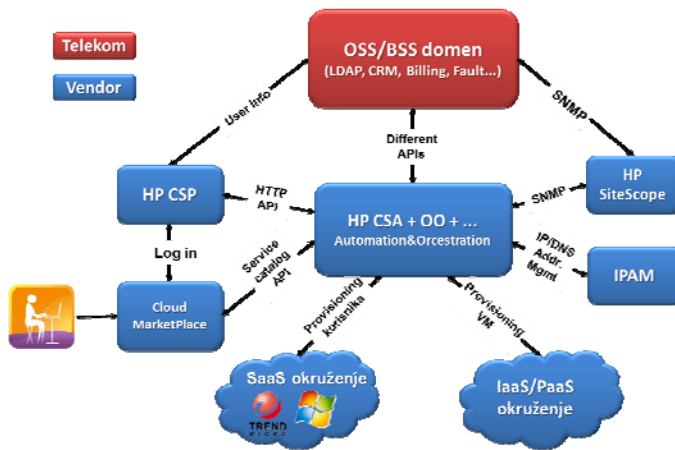 Telekom
Vendor
OSS/BSS domen
(LDAP, CRM, Billing, Fault...)
User info
SNMP
Different
APIs
HP CSP
HTTP
API
HP CSA + OO + ...
Automation&Orcestration
SNMP
HP
SiteScope
Log in
Service
catalog
API
IP/DNS
Addr.
Mgmt
IPAM
Cloud
MarketPlace
Provisioning
korisnika
Provisioning
VM
SaaS okruženje
TREND
IaaS/PaaS
okruženje